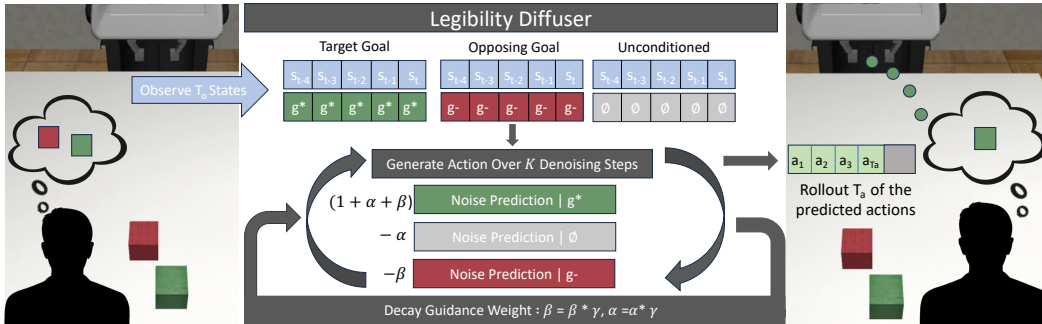 Legibility Diffuser
Target Goal
Opposing Goal
Unconditioned
Observe Tₒ States
Sₜ₋₄ Sₜ₋₃ Sₜ₋₂ Sₜ₋₁ Sₜ
Sₜ₋₄ Sₜ₋₃ Sₜ₋₂ Sₜ₋₁ Sₜ
Sₜ₋₄ Sₜ₋₃ Sₜ₋₂ Sₜ₋₁ Sₜ
g* g* g* g* g*
g- g- g- g- g-
∅ ∅ ∅ ∅ ∅
Generate Action Over K Denoising Steps
(1 + α + β) Noise Prediction | g*
− α Noise Prediction | ∅
−β Noise Prediction | g-
Decay Guidance Weight : β = β * γ, α =α* γ
a₁ a₂ a₃ a_Ta
Rollout Tₐ of the
predicted actions